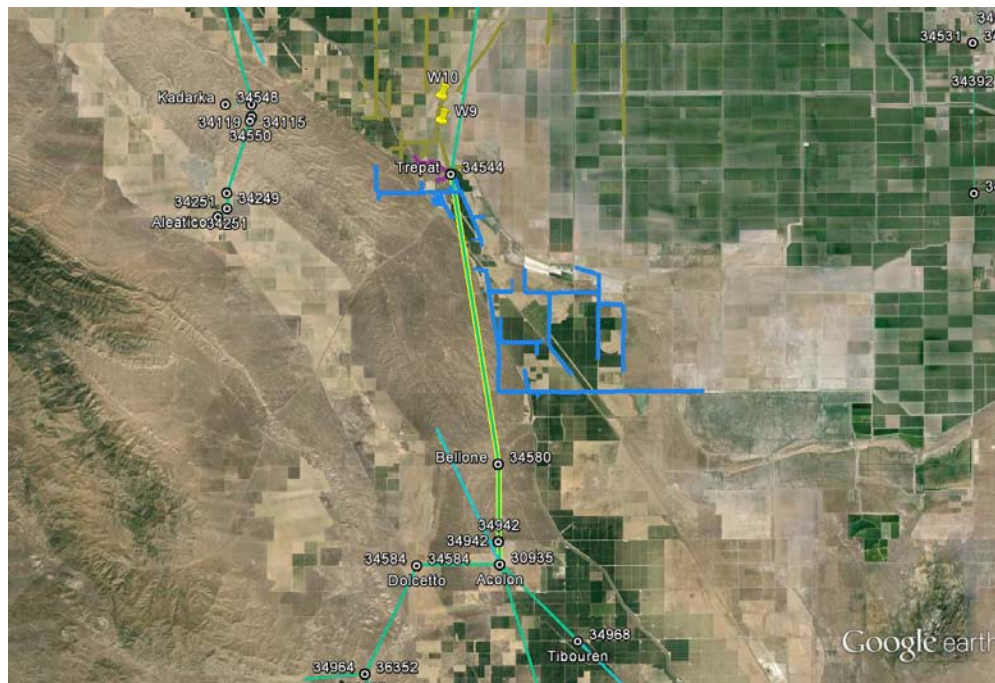 34531
34392
W10
W9
Kadarka 34548
34119 34115
34550
Trepat 34544
34251 34249
Aleatico 34251
Bellone 34580
34942
34942
34584 34584 30935
Dolcetto Acolon
34968
Tibouren
34964 36352
Google earth